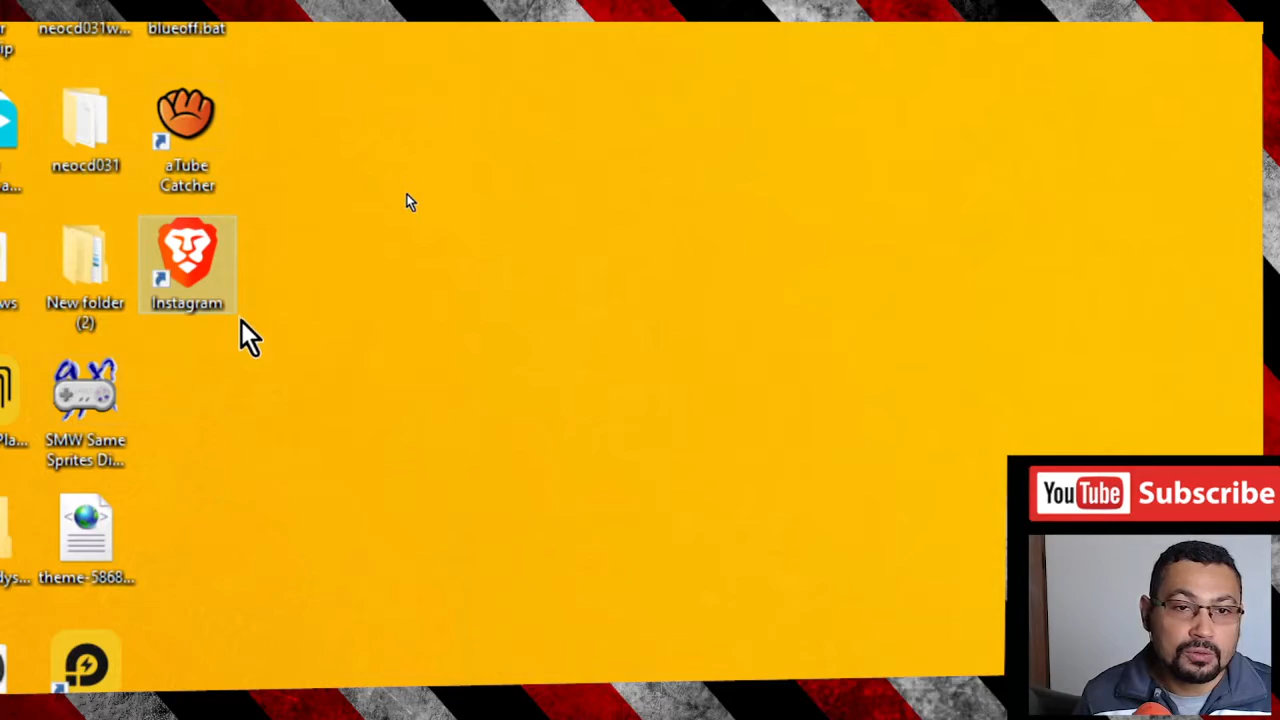 neocd031w...
blueoff.bat
neocd031
aTube
Catcher
New folder
(2)
Instagram
SMW Same
Sprites Di...
theme-5868...
YouTube Subscribe